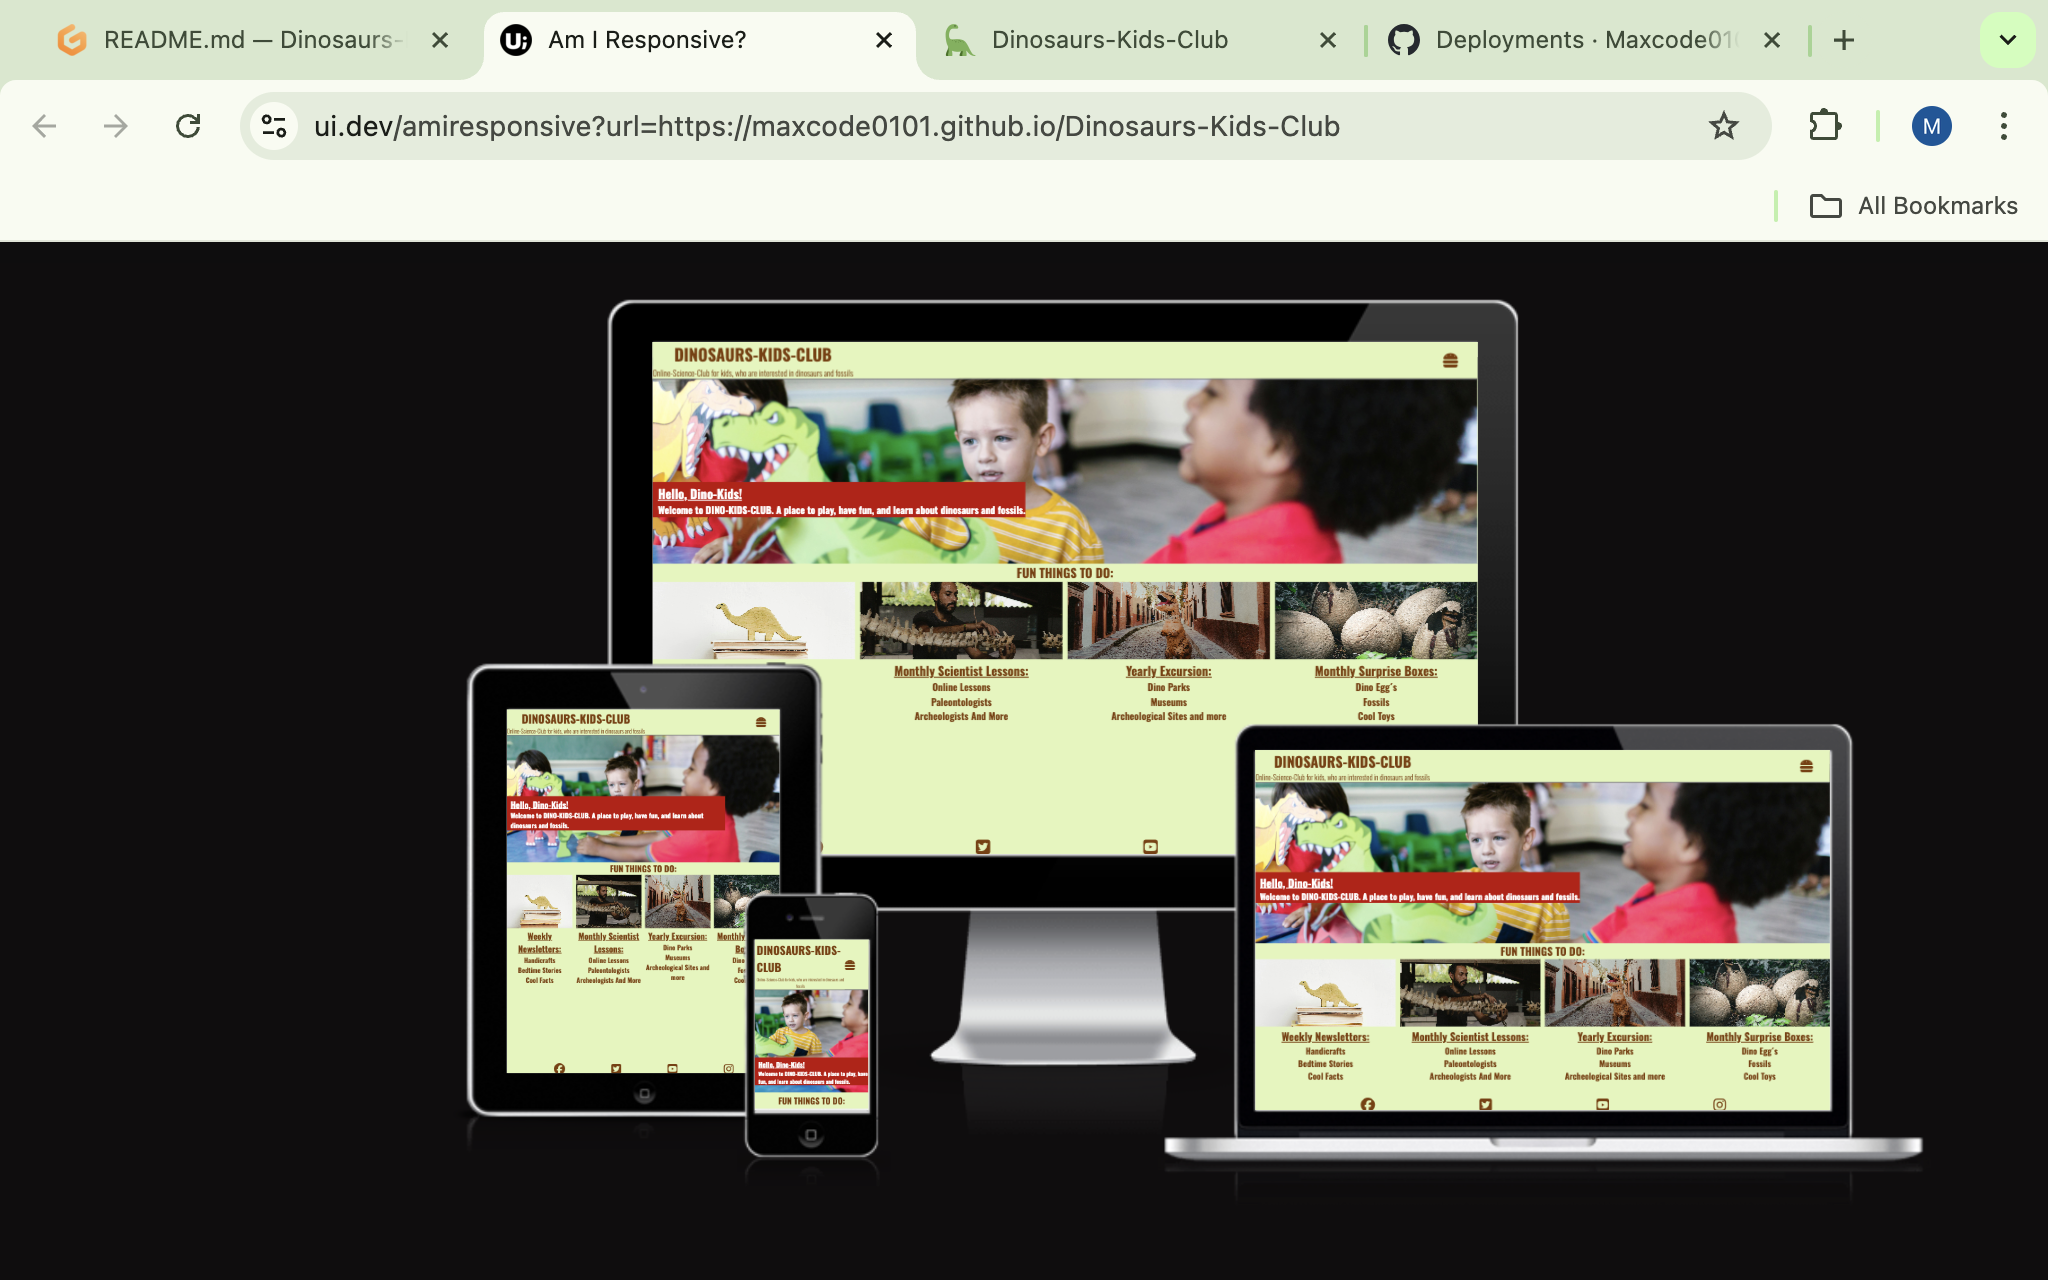 README.md — Dinosaurs-
Am I Responsive?
Dinosaurs-Kids-Club
Deployments · Maxcode01
ui.dev/amiresponsive?url=https://maxcode0101.github.io/Dinosaurs-Kids-Club
M
All Bookmarks
DINOSAURS-KIDS-CLUB
Online-Science-Club for kids, who are interested in dinosaurs and fossils
Hello, Dino-Kids!
Welcome to DINO-KIDS-CLUB. A place to play, have fun, and learn about dinosaurs and fossils.
FUN THINGS TO DO:
Monthly Scientist Lessons:
Online Lessons
Paleontologists
Archeologists And More
Yearly Excursion:
Dino Parks
Museums
Archeological Sites and more
Monthly Surprise Boxes:
Dino Egg´s
Fossils
Cool Toys
DINOSAURS-KIDS-CLUB
Online-Science-Club for kids, who are interested in dinosaurs and fossils
Hello, Dino-Kids!
Welcome to DINO-KIDS-CLUB. A place to play, have fun, and learn about
dinosaurs and fossils.
FUN THINGS TO DO:
Weekly
Newsletters:
Handicrafts
Bedtime Stories
Cool Facts
Monthly Scientist
Lessons:
Online Lessons
Paleontologists
Archeologists And More
Yearly Excursion:
Dino Parks
Museums
Archeological Sites and
more
Monthly
Bo
Dino
Fo
Coo
DINOSAURS-KIDS-
CLUB
Online-Science-Club for kids, who are interested in dinosaurs and
fossils
Hello, Dino-Kids!
Welcome to DINO-KIDS-CLUB. A place to play, have
fun, and learn about dinosaurs and fossils.
FUN THINGS TO DO:
DINOSAURS-KIDS-CLUB
Online-Science-Club for kids, who are interested in dinosaurs and fossils
Hello, Dino-Kids!
Welcome to DINO-KIDS-CLUB. A place to play, have fun, and learn about dinosaurs and fossils.
FUN THINGS TO DO:
Weekly Newsletters:
Handicrafts
Bedtime Stories
Cool Facts
Monthly Scientist Lessons:
Online Lessons
Paleontologists
Archeologists And More
Yearly Excursion:
Dino Parks
Museums
Archeological Sites and more
Monthly Surprise Boxes:
Dino Egg´s
Fossils
Cool Toys